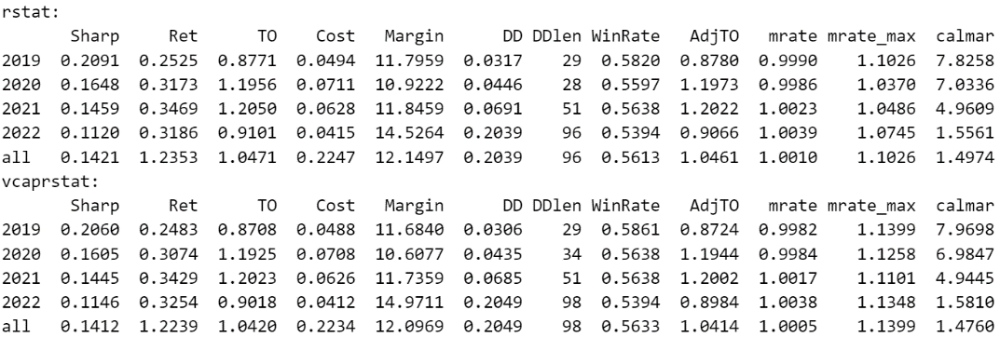 rstat:
Sharp Ret TO Cost Margin DD DDlen WinRate AdjTO mrate mrate_max calmar
2019 0.2091 0.2525 0.8771 0.0494 11.7959 0.0317 29 0.5820 0.8780 0.9990 1.1026 7.8258
2020 0.1648 0.3173 1.1956 0.0711 10.9222 0.0446 28 0.5597 1.1973 0.9986 1.0370 7.0336
2021 0.1459 0.3469 1.2050 0.0628 11.8459 0.0691 51 0.5638 1.2022 1.0023 1.0486 4.9609
2022 0.1120 0.3186 0.9101 0.0415 14.5264 0.2039 96 0.5394 0.9066 1.0039 1.0745 1.5561
all 0.1421 1.2353 1.0471 0.2247 12.1497 0.2039 96 0.5613 1.0461 1.0010 1.1026 1.4974
vcaprstat:
Sharp Ret TO Cost Margin DD DDlen WinRate AdjTO mrate mrate_max calmar
2019 0.2060 0.2483 0.8708 0.0488 11.6840 0.0306 29 0.5861 0.8724 0.9982 1.1399 7.9698
2020 0.1605 0.3074 1.1925 0.0708 10.6077 0.0435 34 0.5638 1.1944 0.9984 1.1258 6.9847
2021 0.1445 0.3429 1.2023 0.0626 11.7359 0.0685 51 0.5638 1.2002 1.0017 1.1101 4.9445
2022 0.1146 0.3254 0.9018 0.0412 14.9711 0.2049 98 0.5394 0.8984 1.0038 1.1348 1.5810
all 0.1412 1.2239 1.0420 0.2234 12.0969 0.2049 98 0.5633 1.0414 1.0005 1.1399 1.4760